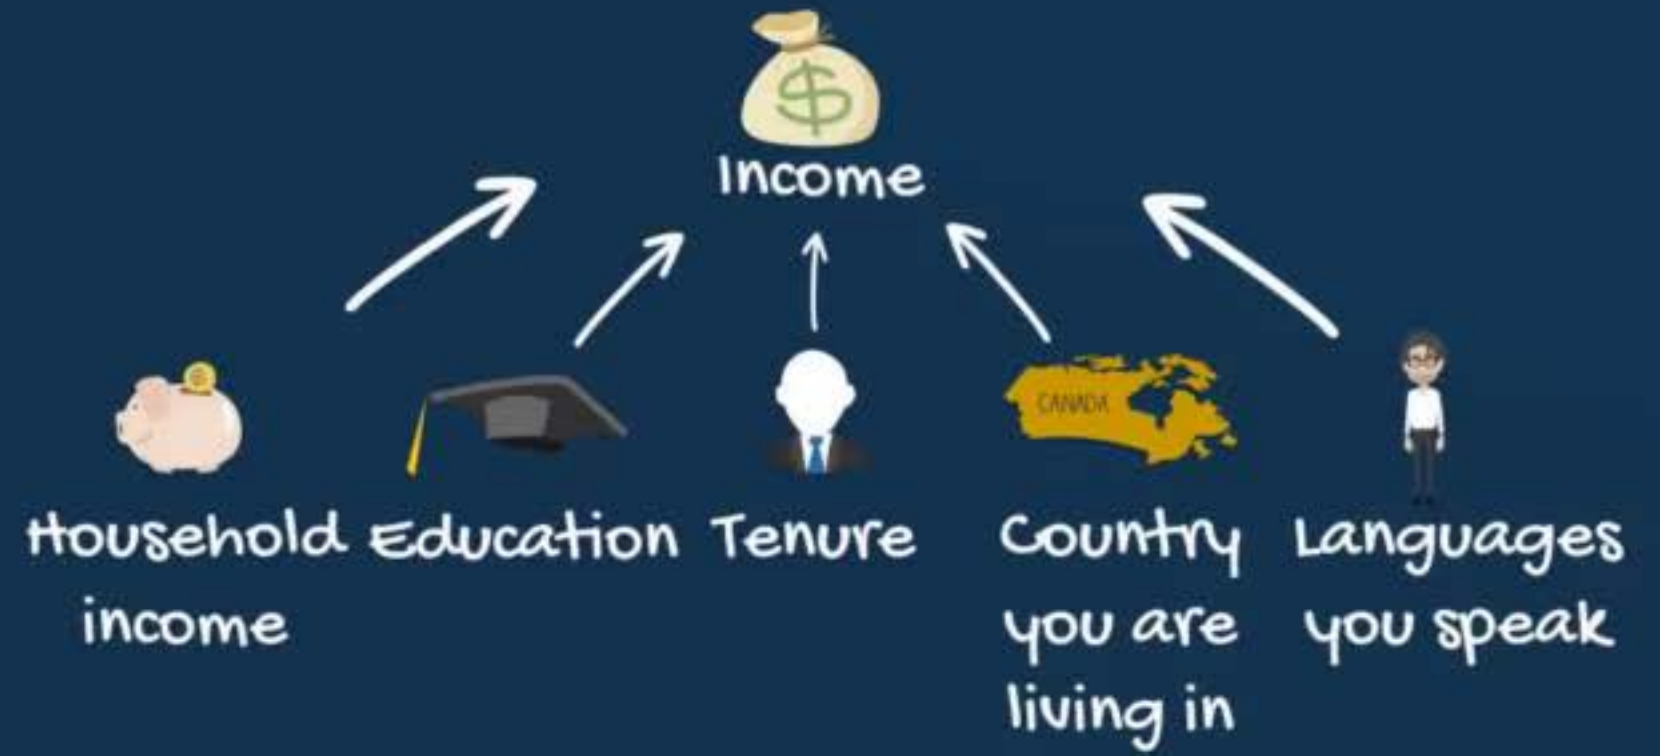 $
Income
CANADA
Household
income
Education
Tenure
Country
you are
living in
Languages
you speak